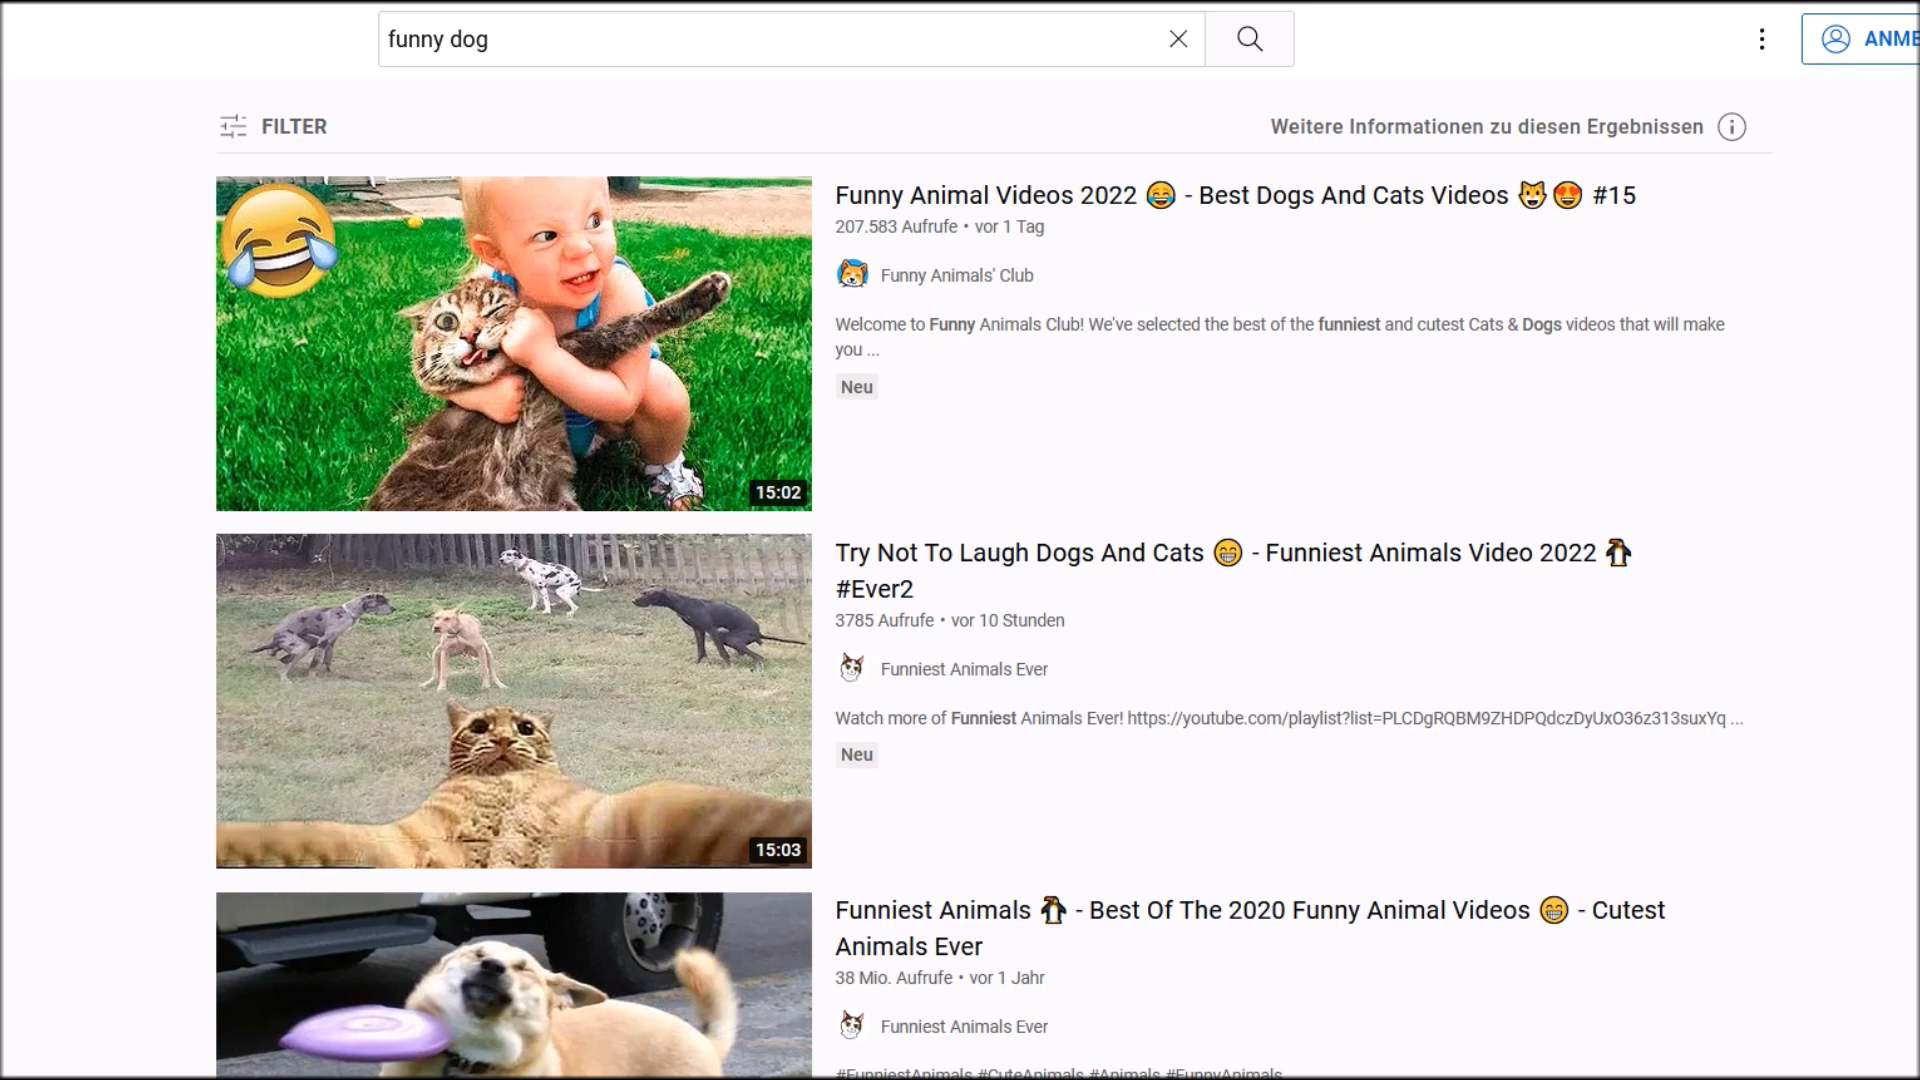 funny dog
ANME
FILTER
Weitere Informationen zu diesen Ergebnissen
Funny Animal Videos 2022 😂 - Best Dogs And Cats Videos 😺😍 #15
207.583 Aufrufe • vor 1 Tag
Funny Animals' Club
Welcome to Funny Animals Club! We've selected the best of the funniest and cutest Cats & Dogs videos that will make
you ...
Neu
15:02
Try Not To Laugh Dogs And Cats 😁 - Funniest Animals Video 2022 🐧
#Ever2
3785 Aufrufe • vor 10 Stunden
Funniest Animals Ever
Watch more of Funniest Animals Ever! https://youtube.com/playlist?list=PLCDgRQBM9ZHDPQdczDyUxO36z313suxYq ...
Neu
15:03
Funniest Animals 🐧 - Best Of The 2020 Funny Animal Videos 😁 - Cutest
Animals Ever
38 Mio. Aufrufe • vor 1 Jahr
Funniest Animals Ever
#FunniestAnimals #CuteAnimals #Animals #FunnyAnimals